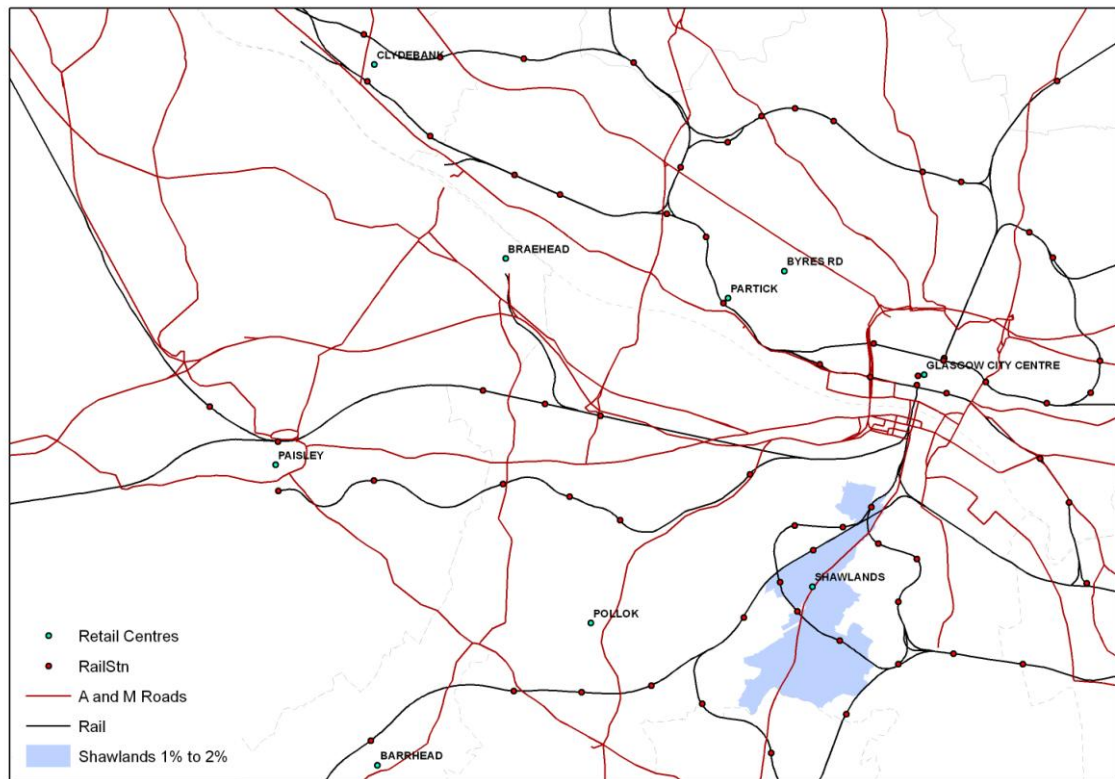 CLYDEBANK
BRAEHEAD
BYRES RD
PARTICK
GLASGOW CITY CENTRE
PAISLEY
SHAWLANDS
POLLOK
BARRHEAD
Retail Centres
RailStn
A and M Roads
Rail
Shawlands 1% to 2%